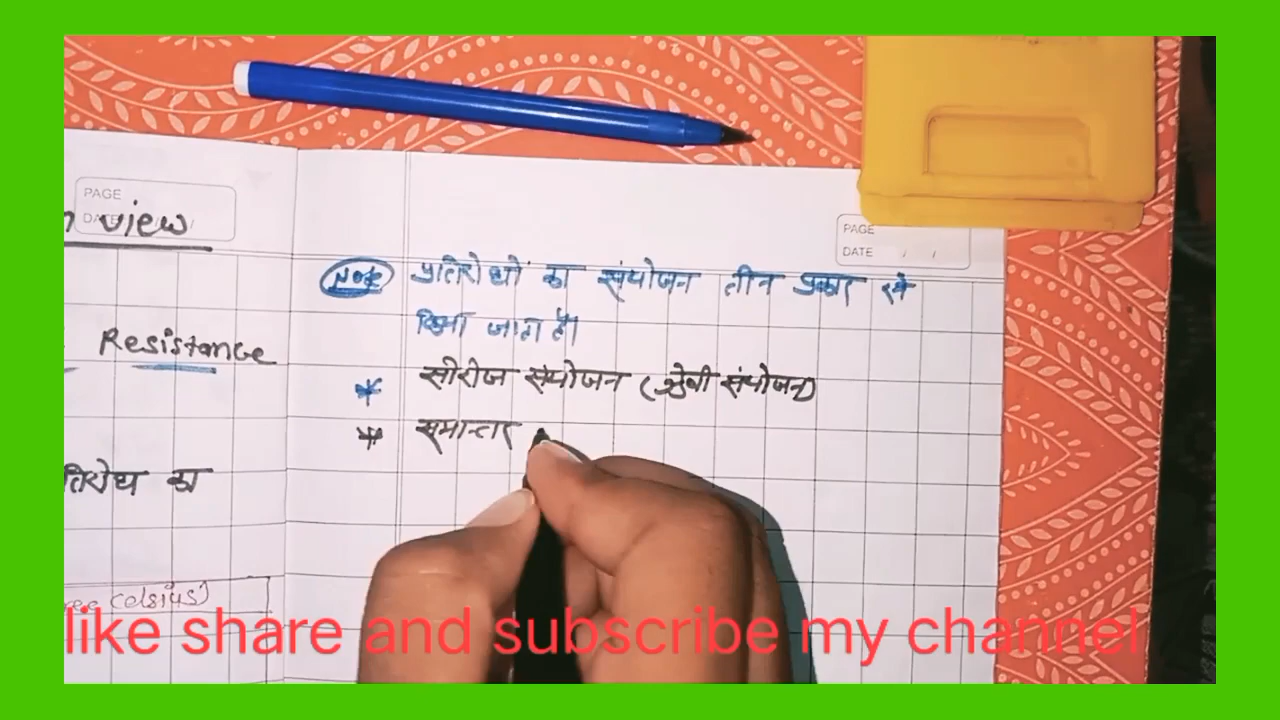 PAGE
DATE / /
view
Resistance
तिरोध का
ree Celsius)
PAGE
DATE / /
Note प्रतिरोधों का संयोजन तीन प्रकार से
किया जाता है।
* सीरीज संयोजन (श्रेणी संयोजन)
* समान्तर
like share and subscribe my channel